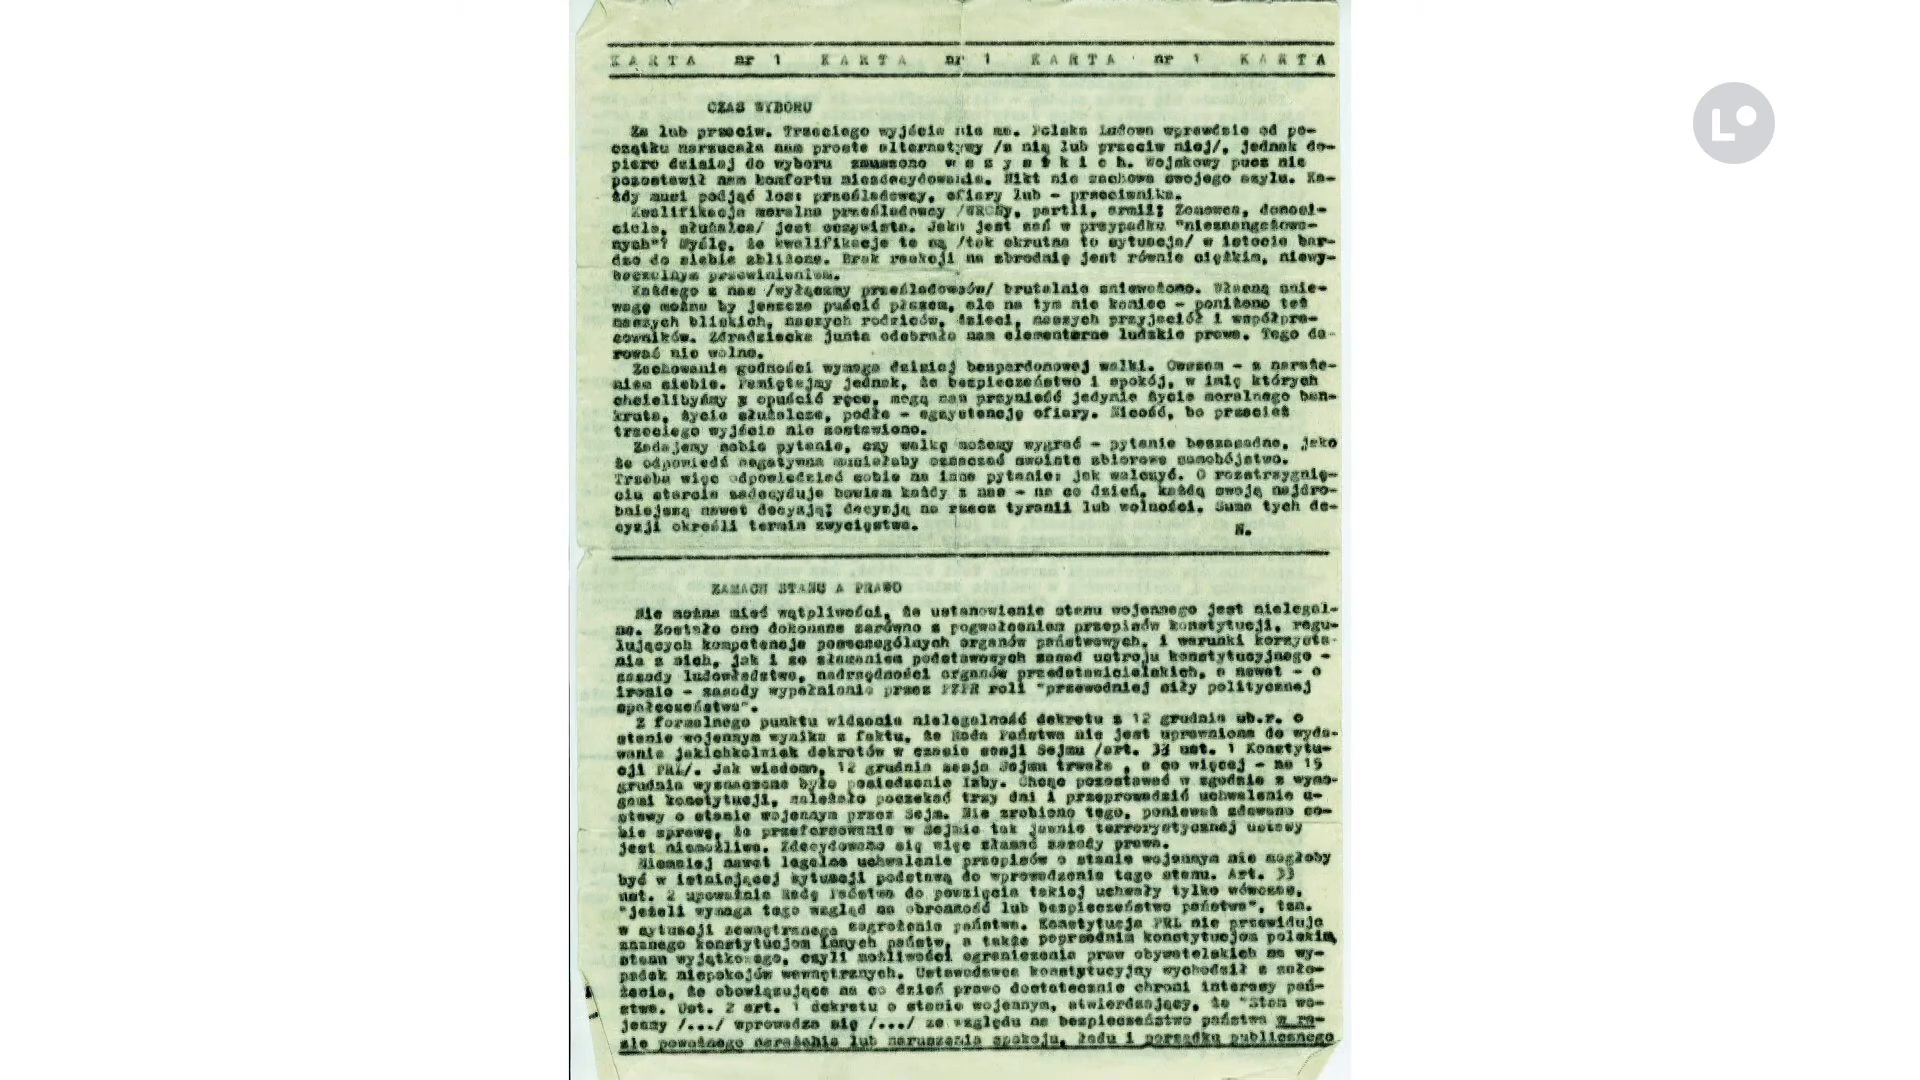 KARTA nr 1 KARTA nr 1 KARTA nr 1 KARTA
CZAS WYBORU
Za lub przeciw. Trzeciego wyjścia nie ma. Polska Ludowa wprawdzie od po-
czątku narzucała nam proste alternatywy /z nią lub przeciw niej/, jednak do-
piero dzisiaj do wyboru zmuszono w s z y s t k i c h. Wojskowy pucz nie
pozostawił nam komfortu niezdecydowania. Nikt nie zachowa swojego azylu. Ka-
żdy musi podjąć los: prześladowcy, ofiary lub - przeciwnika.
Kwalifikacja moralna prześladowcy /WRONy, partii, armii; Zomowca, donosi-
ciela, służalca/ jest oczywista. Jaka jest zaś w przypadku "niezaangażowa-
nych"? Myślę, że kwalifikacje te są /tak okrutna to sytuacja/ w istocie bar-
dzo do siebie zbliżone. Brak reakcji na zbrodnię jest równie ciężkim, niewy-
baczalnym przewinieniem.
Każdego z nas /wyłączmy prześladowców/ brutalnie znieważono. Własną znie-
wagę można by jeszcze puścić płazem, ale na tym nie koniec - poniżono też
naszych bliskich, naszych rodziców, dzieci, naszych przyjaciół i współpra-
cowników. Zdradziecka junta odebrała nam elementarne ludzkie prawa. Tego da-
rować nie wolno.
Zachowanie godności wymaga dzisiaj bezpardonowej walki. Owszem - z naraże-
niem siebie. Pamiętajmy jednak, że bezpieczeństwo i spokój, w imię których
chcielibyśmy opuścić ręce, mogą nam przynieść jedynie życie moralnego ban-
kruta, życie służalcze, podłe - egzystencję ofiary. Nicość, bo przecież
trzeciego wyjścia nie zostawiono.
Zadajemy sobie pytanie, czy walkę możemy wygrać - pytanie bezzasadne, jako
że odpowiedź negatywna musiałaby oznaczać swoiste zbiorowe samobójstwo.
Trzeba więc odpowiedzieć sobie na inne pytanie: jak walczyć. O rozstrzygnię-
ciu starcia zadecyduje bowiem każdy z nas - na co dzień, każdą swoją najdro-
bniejszą nawet decyzją; decyzją na rzecz tyranii lub wolności. Suma tych de-
cyzji określi termin zwycięstwa.
N.
ZAMACH STANU A PRAWO
Nie można mieć wątpliwości, że ustanowienie stanu wojennego jest nielegal-
ne. Zostało ono dokonane zarówno z pogwałceniem przepisów konstytucji, regu-
lujących kompetencje poszczególnych organów państwowych, i warunki korzysta-
nia z nich, jak i ze złamaniem podstawowych zasad ustroju konstytucyjnego -
zasady ludowładztwa, nadrzędności organów przedstawicielskich, a nawet - o
ironio - zasady wypełniania przez PZPR roli "przewodniej siły politycznej
społeczeństwa".
Z formalnego punktu widzenia nielegalność dekretu z 12 grudnia ub.r. o
stanie wojennym wynika z faktu, że Rada Państwa nie jest uprawniona do wyda-
wania jakichkolwiek dekretów w czasie sesji Sejmu /art. 31 ust. 1 Konstytu-
cji PRL/. Jak wiadomo, 12 grudnia sesja Sejmu trwała, a co więcej - na 15
grudnia wyznaczone było posiedzenie Izby. Chcąc pozostawać w zgodzie z wymo-
gami konstytucji, należało poczekać trzy dni i przeprowadzić uchwalenie u-
stawy o stanie wojennym przez Sejm. Nie zrobiono tego, ponieważ zdawano so-
bie sprawę, że przeforsowanie w Sejmie tak jawnie terrorystycznej ustawy
jest niemożliwe. Zdecydowano się więc złamać zasady prawa.
Niemniej nawet legalne uchwalenie przepisów o stanie wojennym nie mogłoby
być w istniejącej sytuacji podstawą do wprowadzenia tego stanu. Art. 33
ust. 2 upoważnia Radę Państwa do powzięcia takiej uchwały tylko wówczas,
"jeżeli wymaga tego wzgląd na obronność lub bezpieczeństwo państwa", tzn.
w sytuacji zewnętrznego zagrożenia państwa. Konstytucja PRL nie przewiduje
znanego konstytucjom innych państw, a także poprzednim konstytucjom polskim,
stanu wyjątkowego, czyli możliwości ograniczenia praw obywatelskich na wy-
padek niepokojów wewnętrznych. Ustawodawca konstytucyjny wychodził z zało-
żenia, że obowiązujące na co dzień prawo dostatecznie chroni interesy pań-
stwa. Ust. 2 art. 1 dekretu o stanie wojennym, stwierdzający, że "Stan wo-
jenny /.../ wprowadza się /.../ ze względu na bezpieczeństwo państwa w ra-
zie poważnego narażenia lub naruszenia spokoju, ładu i porządku publicznego